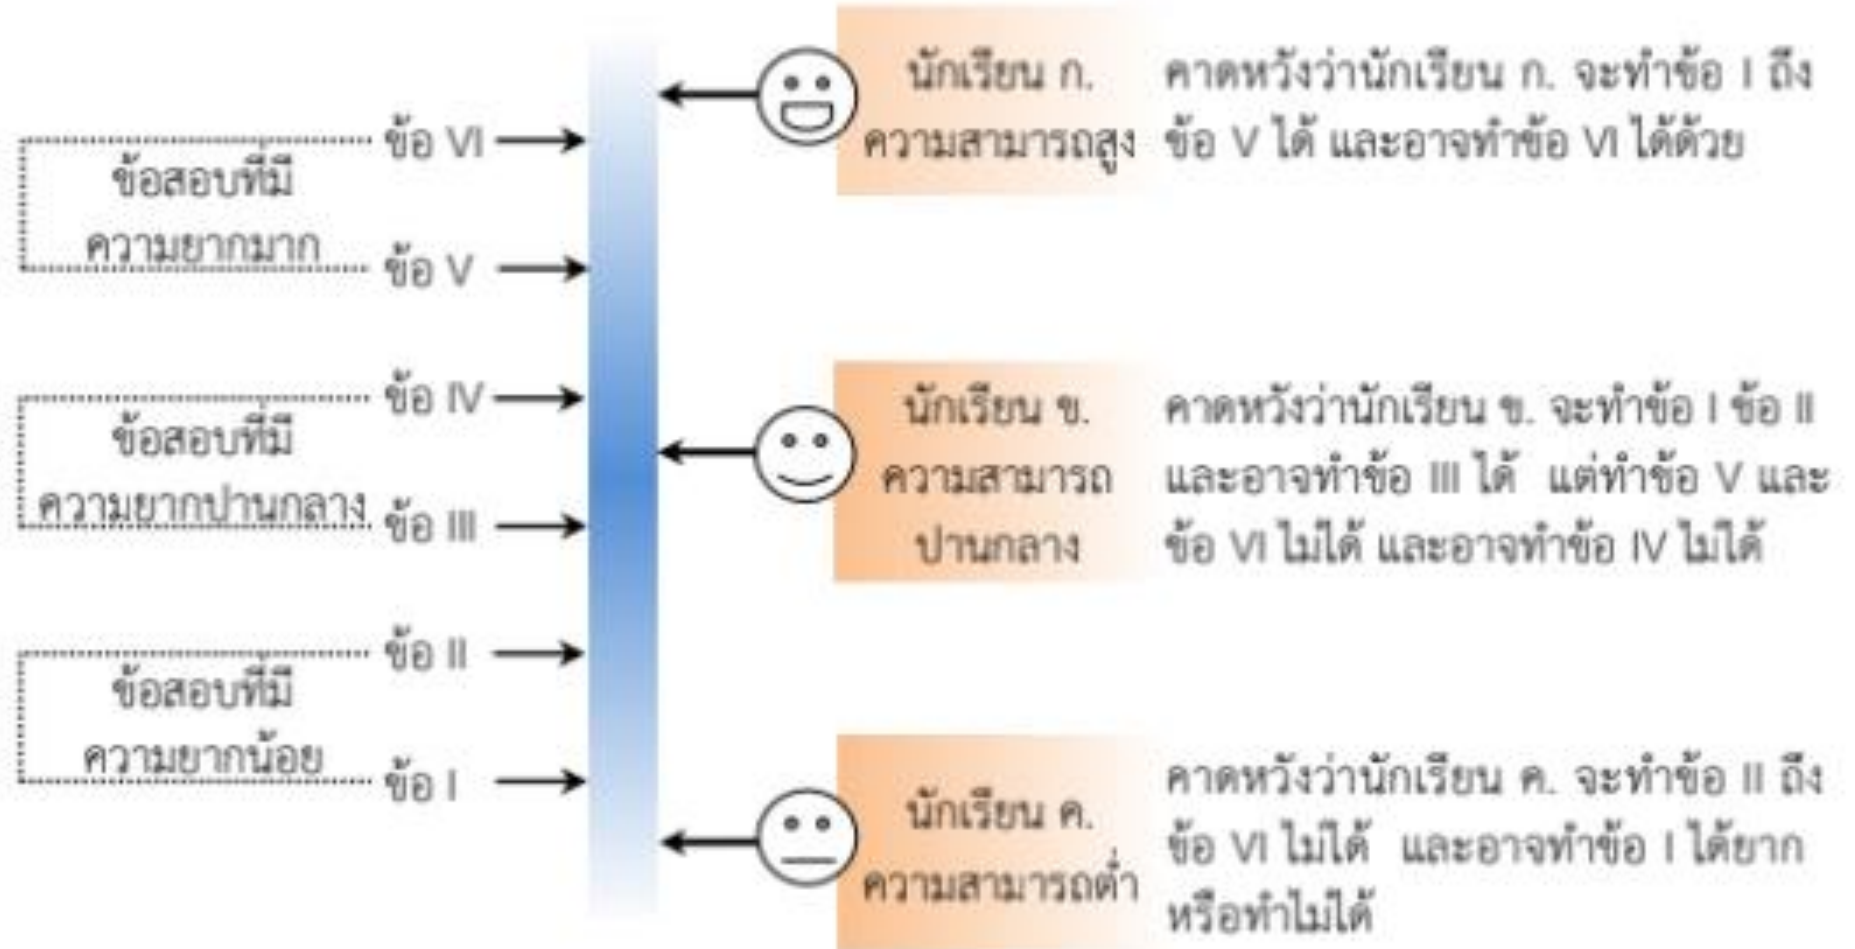 นักเรียน ก.
ความสามารถสูง
คาดหวังว่านักเรียน ก. จะทำข้อ I ถึง
ข้อ V ได้ และอาจทำข้อ VI ได้ด้วย
ข้อ VI
ข้อสอบที่มี
ความยากมาก
ข้อ V
ข้อ IV
ข้อสอบที่มี
ความยากปานกลาง
ข้อ III
นักเรียน ข.
ความสามารถ
ปานกลาง
คาดหวังว่านักเรียน ข. จะทำข้อ I ข้อ II
และอาจทำข้อ III ได้ แต่ทำข้อ V และ
ข้อ VI ไม่ได้ และอาจทำข้อ IV ไม่ได้
ข้อ II
ข้อสอบที่มี
ความยากน้อย
ข้อ I
นักเรียน ค.
ความสามารถต่ำ
คาดหวังว่านักเรียน ค. จะทำข้อ II ถึง
ข้อ VI ไม่ได้ และอาจทำข้อ I ได้ยาก
หรือทำไม่ได้